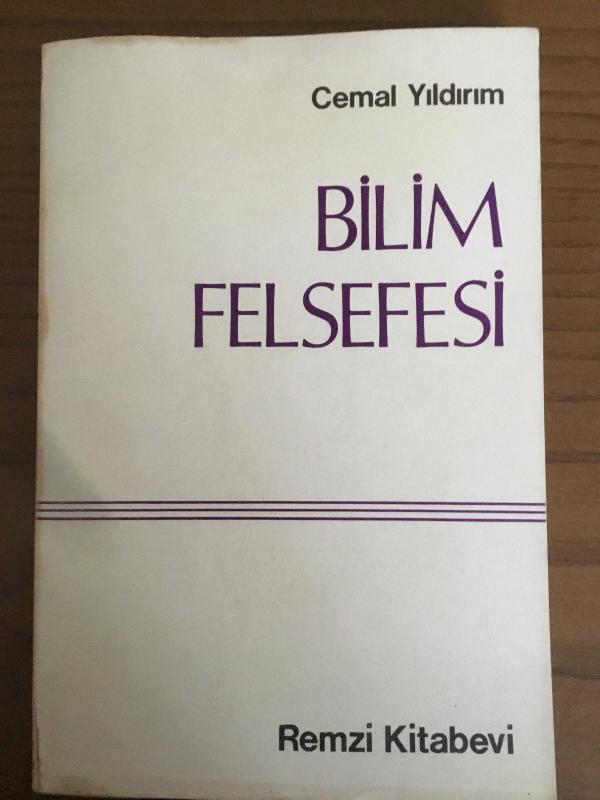 Cemal Yıldırım
BİLİM
FELSEFESİ
Remzi Kitabevi